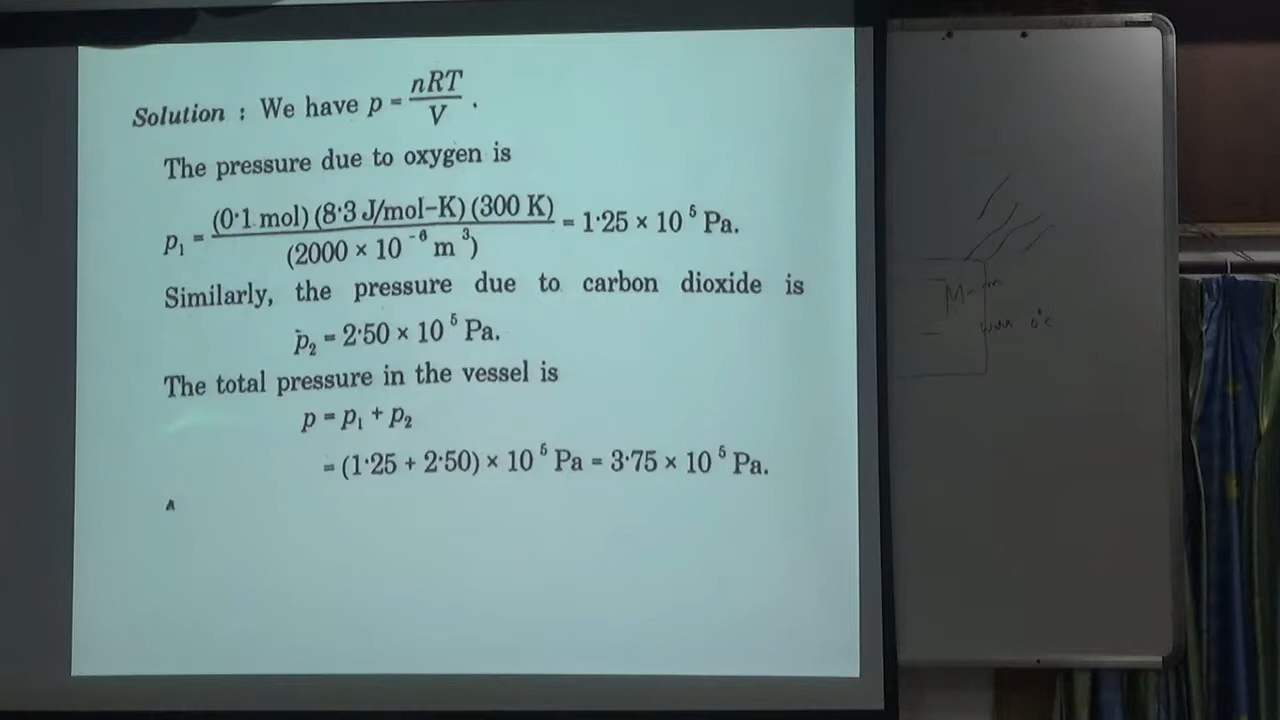 Solution : We have p = nRT/V .
The pressure due to oxygen is
p₁ = (0·1 mol) (8·3 J/mol–K) (300 K)/(2000 × 10⁻⁶ m³) = 1·25 × 10⁵ Pa.
Similarly, the pressure due to carbon dioxide is
p₂ = 2·50 × 10⁵ Pa.
The total pressure in the vessel is
p = p₁ + p₂
= (1·25 + 2·50) × 10⁵ Pa = 3·75 × 10⁵ Pa.
M-
0°c